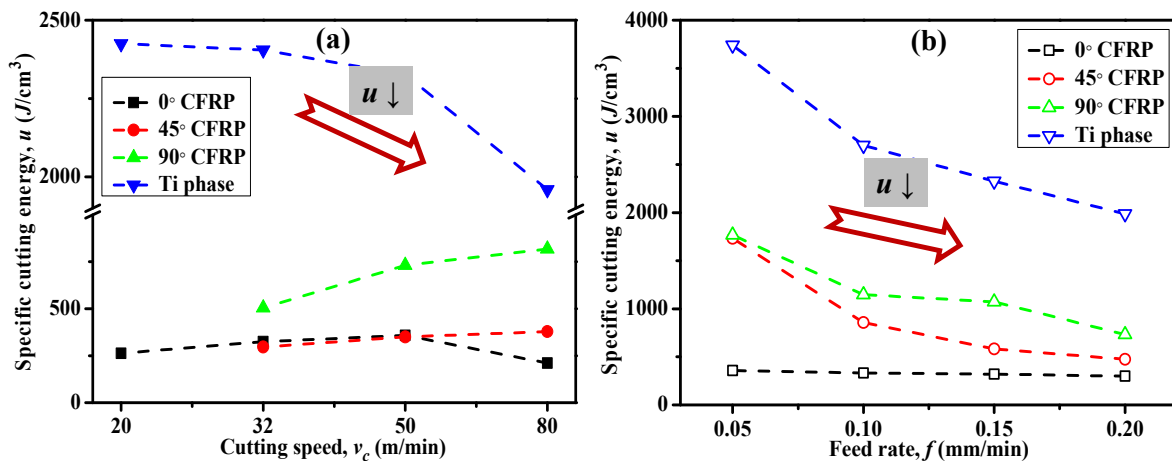 (a)
u ↓
0° CFRP
45° CFRP
90° CFRP
Ti phase
Specific cutting energy, u (J/cm³)
2500
2000
500
0
20
32
50
80
Cutting speed, v_c (m/min)
(b)
u ↓
0° CFRP
45° CFRP
90° CFRP
Ti phase
Specific cutting energy, u (J/cm³)
4000
3000
2000
1000
0
0.05
0.10
0.15
0.20
Feed rate, f (mm/min)